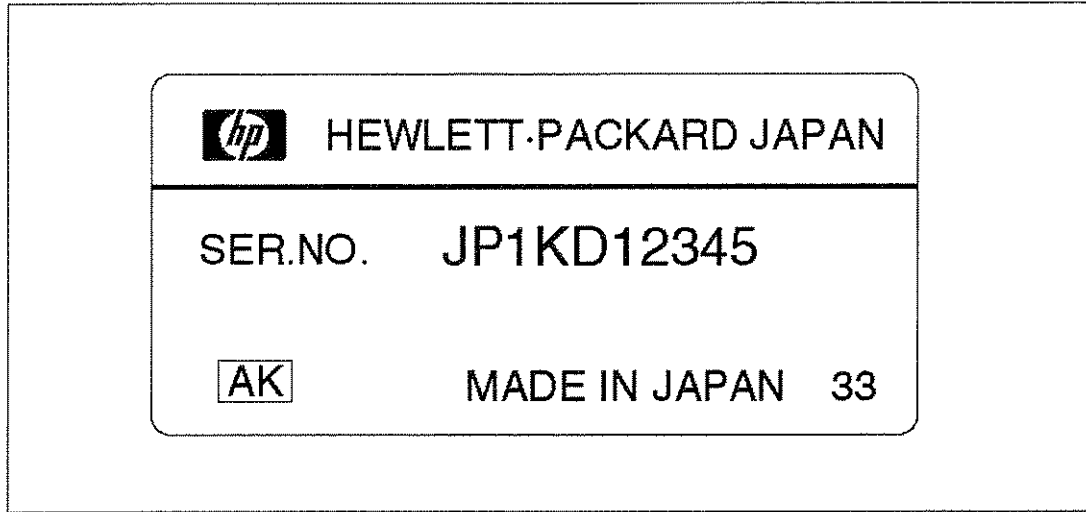 hp HEWLETT·PACKARD JAPAN
SER.NO. JP1KD12345
AK MADE IN JAPAN 33